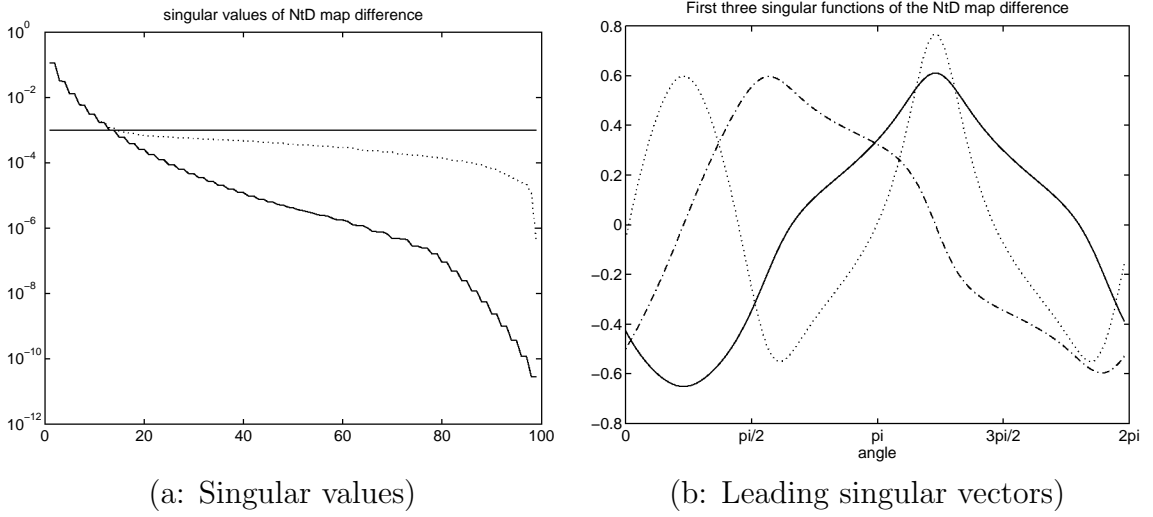 singular values of NtD map difference
10^0
10^-2
10^-4
10^-6
10^-8
10^-10
10^-12
0 20 40 60 80 100
(a: Singular values)
First three singular functions of the NtD map difference
0.8
0.6
0.4
0.2
0
−0.2
−0.4
−0.6
−0.8
0 pi/2 pi 3pi/2 2pi
angle
(b: Leading singular vectors)